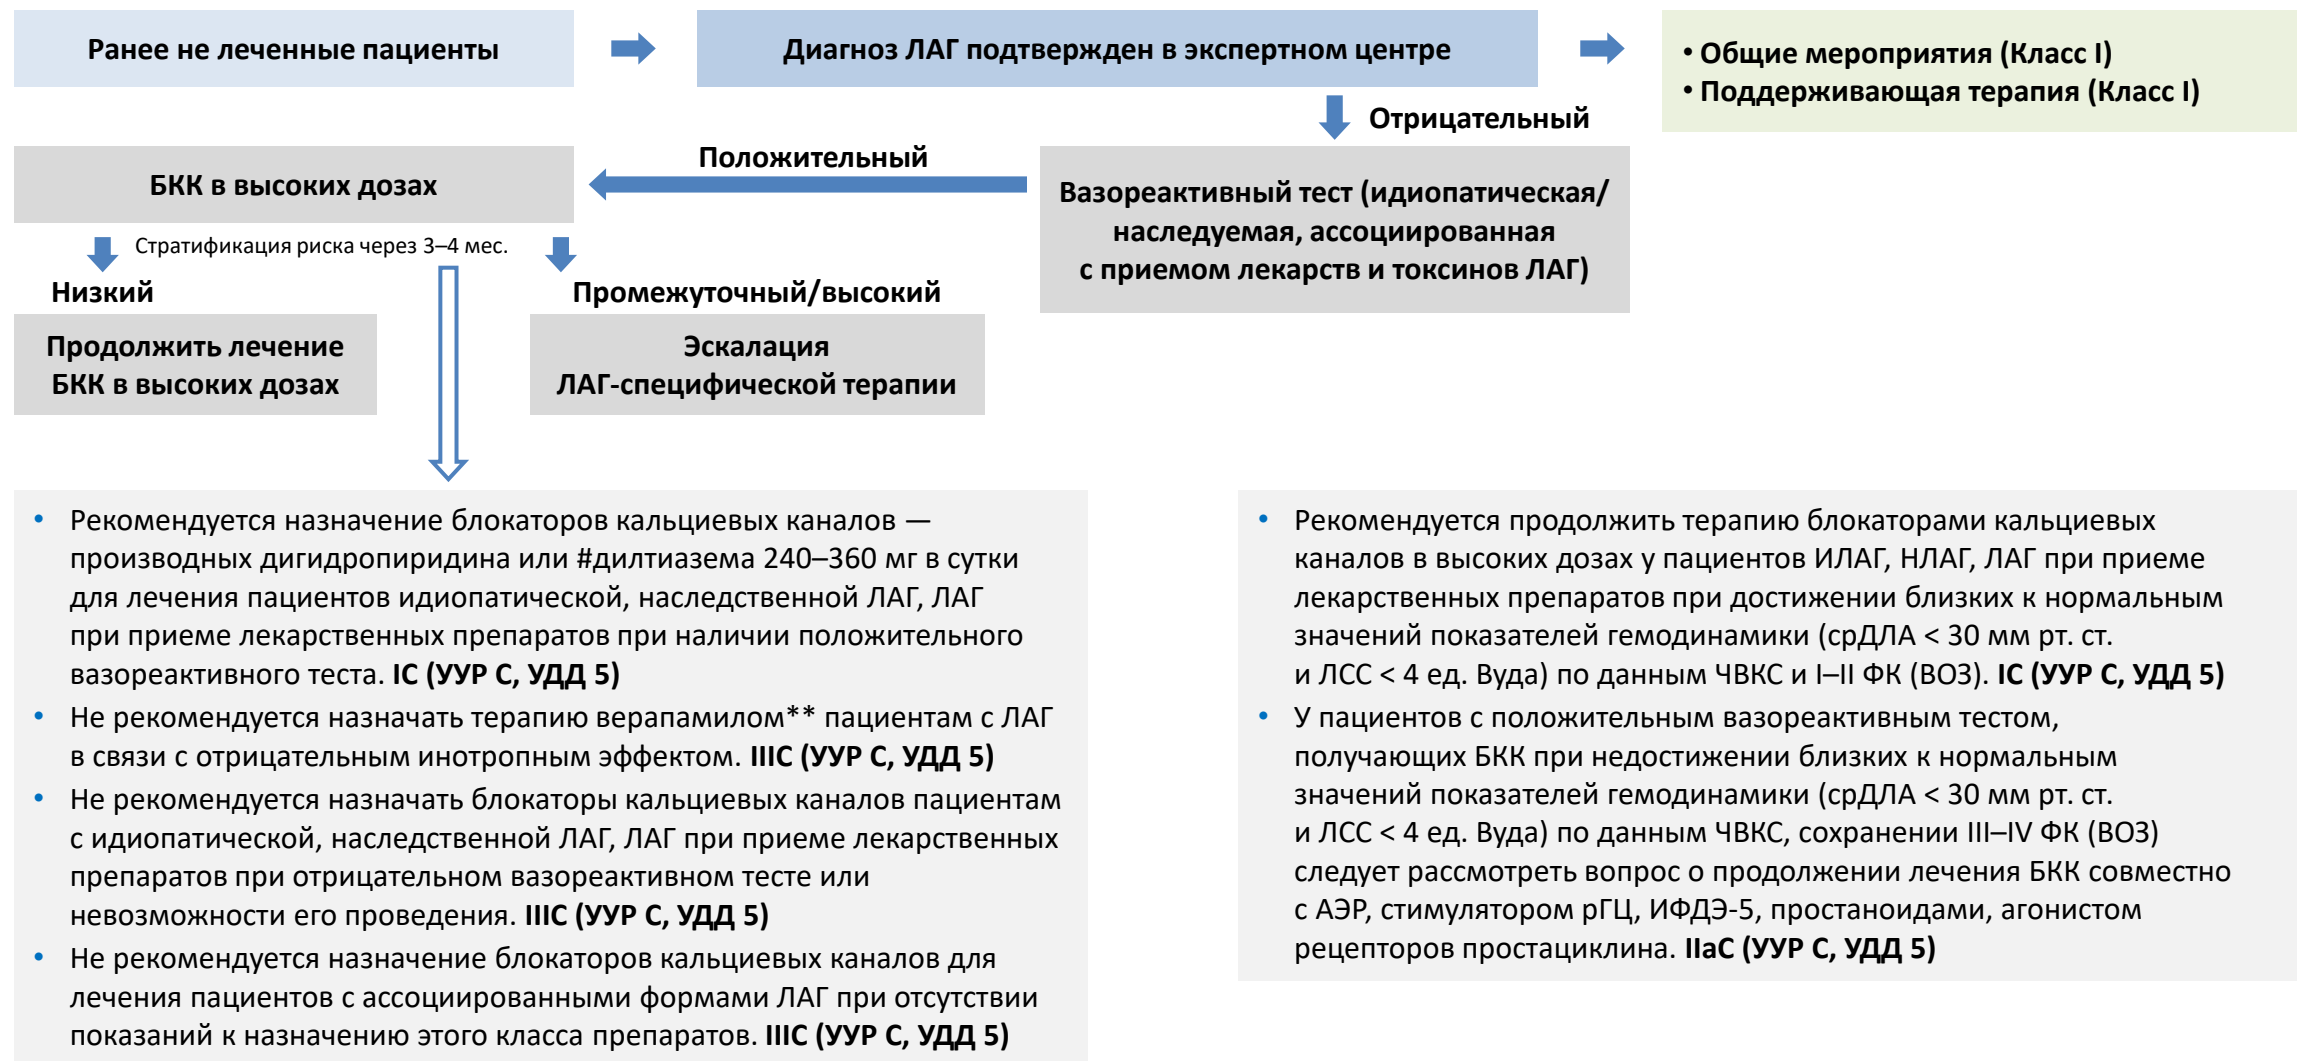 Ранее не леченные пациенты
Диагноз ЛАГ подтвержден в экспертном центре
• Общие мероприятия (Класс I)
• Поддерживающая терапия (Класс I)
Отрицательный
Положительный
БКК в высоких дозах
Вазореактивный тест (идиопатическая/
наследуемая, ассоциированная
с приемом лекарств и токсинов ЛАГ)
Стратификация риска через 3–4 мес.
Низкий
Промежуточный/высокий
Продолжить лечение
БКК в высоких дозах
Эскалация
ЛАГ-специфической терапии
• Рекомендуется назначение блокаторов кальциевых каналов —
производных дигидропиридина или #дилтиазема 240–360 мг в сутки
для лечения пациентов идиопатической, наследственной ЛАГ, ЛАГ
при приеме лекарственных препаратов при наличии положительного
вазореактивного теста. IC (УУР С, УДД 5)
• Не рекомендуется назначать терапию верапамилом** пациентам с ЛАГ
в связи с отрицательным инотропным эффектом. IIIC (УУР С, УДД 5)
• Не рекомендуется назначать блокаторы кальциевых каналов пациентам
с идиопатической, наследственной ЛАГ, ЛАГ при приеме лекарственных
препаратов при отрицательном вазореактивном тесте или
невозможности его проведения. IIIC (УУР С, УДД 5)
• Не рекомендуется назначение блокаторов кальциевых каналов для
лечения пациентов с ассоциированными формами ЛАГ при отсутствии
показаний к назначению этого класса препаратов. IIIC (УУР С, УДД 5)
• Рекомендуется продолжить терапию блокаторами кальциевых
каналов в высоких дозах у пациентов ИЛАГ, НЛАГ, ЛАГ при приеме
лекарственных препаратов при достижении близких к нормальным
значений показателей гемодинамики (срДЛА < 30 мм рт. ст.
и ЛСС < 4 ед. Вуда) по данным ЧВКС и I–II ФК (ВОЗ). IC (УУР С, УДД 5)
• У пациентов с положительным вазореактивным тестом,
получающих БКК при недостижении близких к нормальным
значений показателей гемодинамики (срДЛА < 30 мм рт. ст.
и ЛСС < 4 ед. Вуда) по данным ЧВКС, сохранении III–IV ФК (ВОЗ)
следует рассмотреть вопрос о продолжении лечения БКК совместно
с АЭР, стимулятором рГЦ, ИФДЭ-5, простаноидами, агонистом
рецепторов простациклина. IIaC (УУР С, УДД 5)